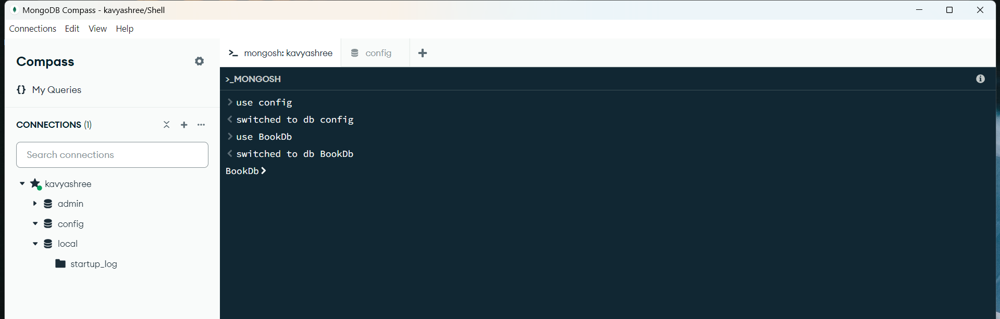 MongoDB Compass - kavyashree/Shell
Connections Edit View Help
Compass
{} My Queries
CONNECTIONS (1)
Search connections
kavyashree
admin
config
local
startup_log
>_ mongosh: kavyashree
config
>_MONGOSH
> use config
< switched to db config
> use BookDb
< switched to db BookDb
BookDb>